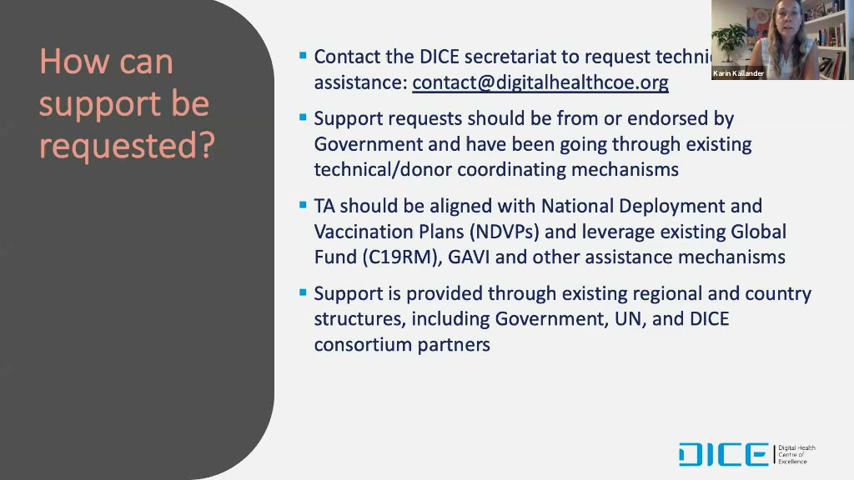 How can
support be
requested?
Contact the DICE secretariat to request
assistance: contact@digitalhealthcoe.org
Support requests should be from or endorsed by
Government and have been going through existing
technical/donor coordinating mechanisms
TA should be aligned with National Deployment and
Vaccination Plans (NDVPs) and leverage existing Global
Fund (C19RM), GAVI and other assistance mechanisms
Support is provided through existing regional and country
structures, including Government, UN, and DICE
consortium partners
Karin Källander
DICE
Digital Health
Centre of
Excellence